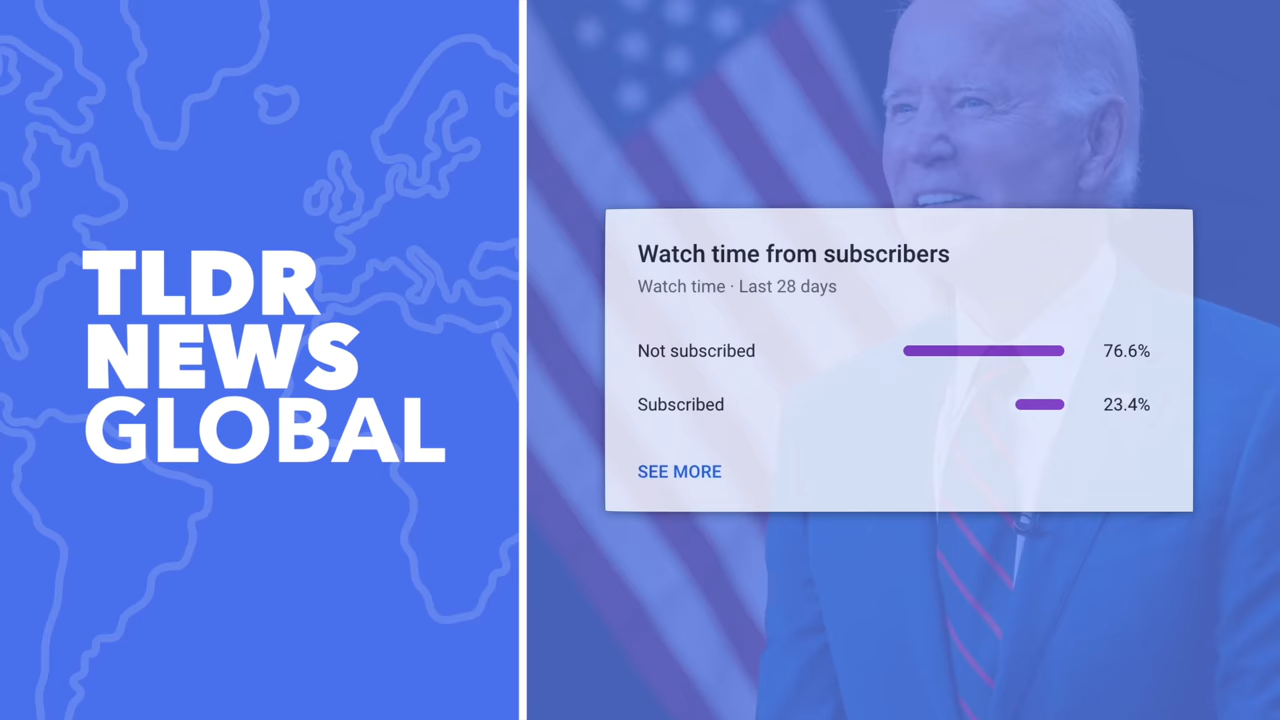 TLDR
NEWS
GLOBAL
Watch time from subscribers
Watch time · Last 28 days
Not subscribed 76.6%
Subscribed 23.4%
SEE MORE